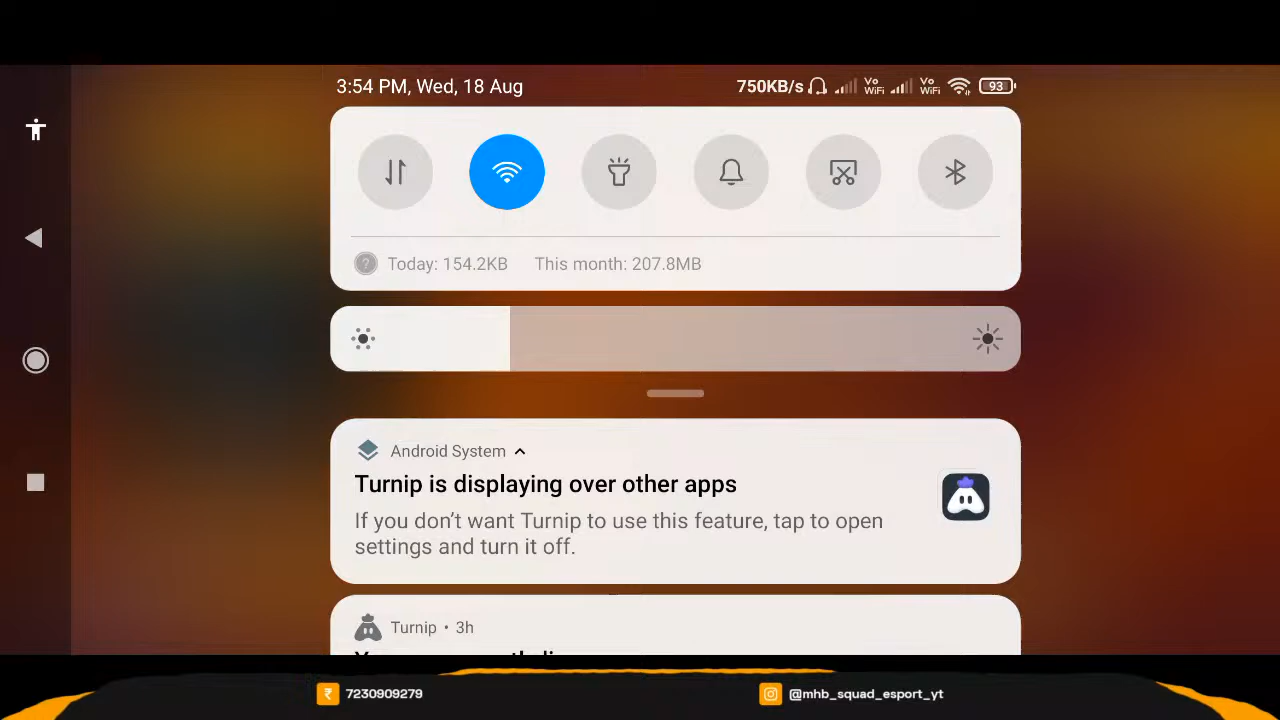 3:54 PM, Wed, 18 Aug
750KB/s
Vo WiFi
Vo WiFi
93
Today: 154.2KB This month: 207.8MB
Android System
Turnip is displaying over other apps
If you don't want Turnip to use this feature, tap to open
settings and turn it off.
Turnip • 3h
₹ 7230909279
@mhb_squad_esport_yt